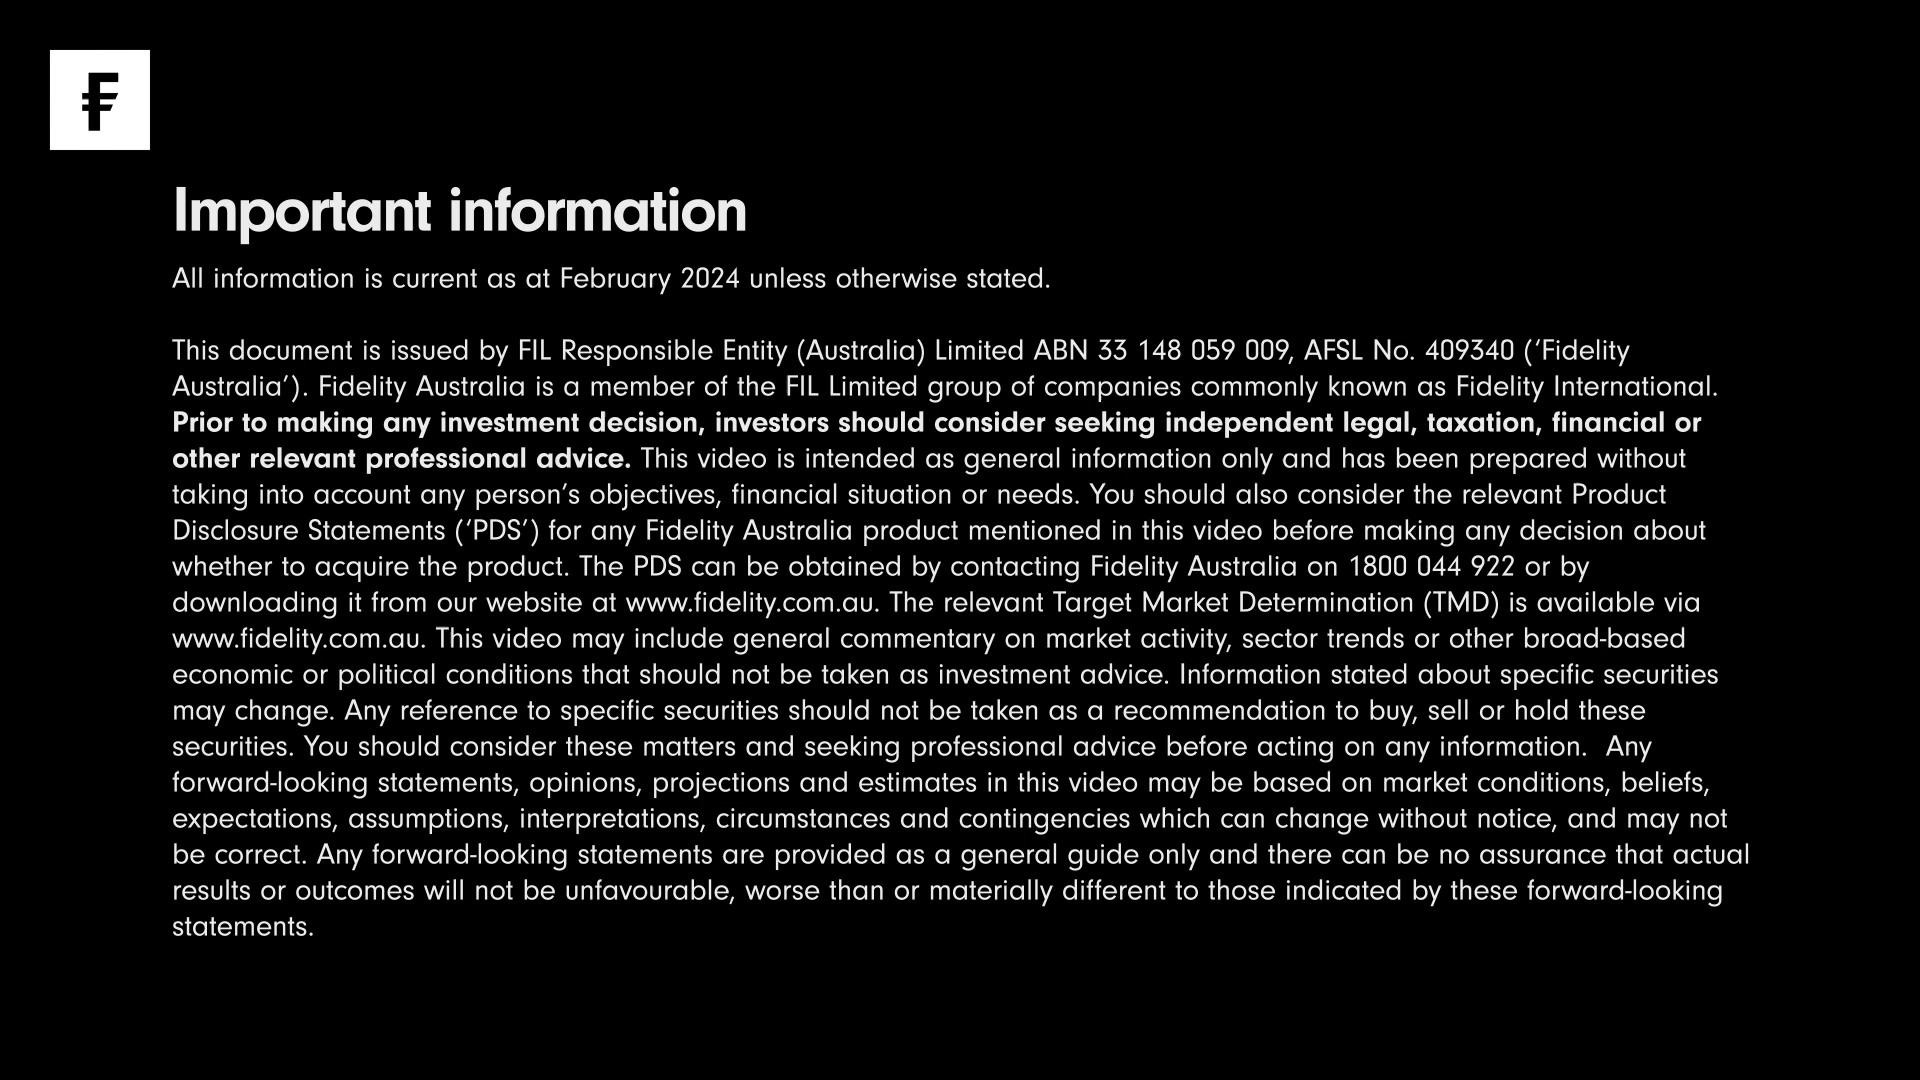 Important information
All information is current as at February 2024 unless otherwise stated.
This document is issued by FIL Responsible Entity (Australia) Limited ABN 33 148 059 009, AFSL No. 409340 (‘Fidelity
Australia’). Fidelity Australia is a member of the FIL Limited group of companies commonly known as Fidelity International.
Prior to making any investment decision, investors should consider seeking independent legal, taxation, financial or
other relevant professional advice. This video is intended as general information only and has been prepared without
taking into account any person’s objectives, financial situation or needs. You should also consider the relevant Product
Disclosure Statements (‘PDS’) for any Fidelity Australia product mentioned in this video before making any decision about
whether to acquire the product. The PDS can be obtained by contacting Fidelity Australia on 1800 044 922 or by
downloading it from our website at www.fidelity.com.au. The relevant Target Market Determination (TMD) is available via
www.fidelity.com.au. This video may include general commentary on market activity, sector trends or other broad-based
economic or political conditions that should not be taken as investment advice. Information stated about specific securities
may change. Any reference to specific securities should not be taken as a recommendation to buy, sell or hold these
securities. You should consider these matters and seeking professional advice before acting on any information.  Any
forward-looking statements, opinions, projections and estimates in this video may be based on market conditions, beliefs,
expectations, assumptions, interpretations, circumstances and contingencies which can change without notice, and may not
be correct. Any forward-looking statements are provided as a general guide only and there can be no assurance that actual
results or outcomes will not be unfavourable, worse than or materially different to those indicated by these forward-looking
statements.